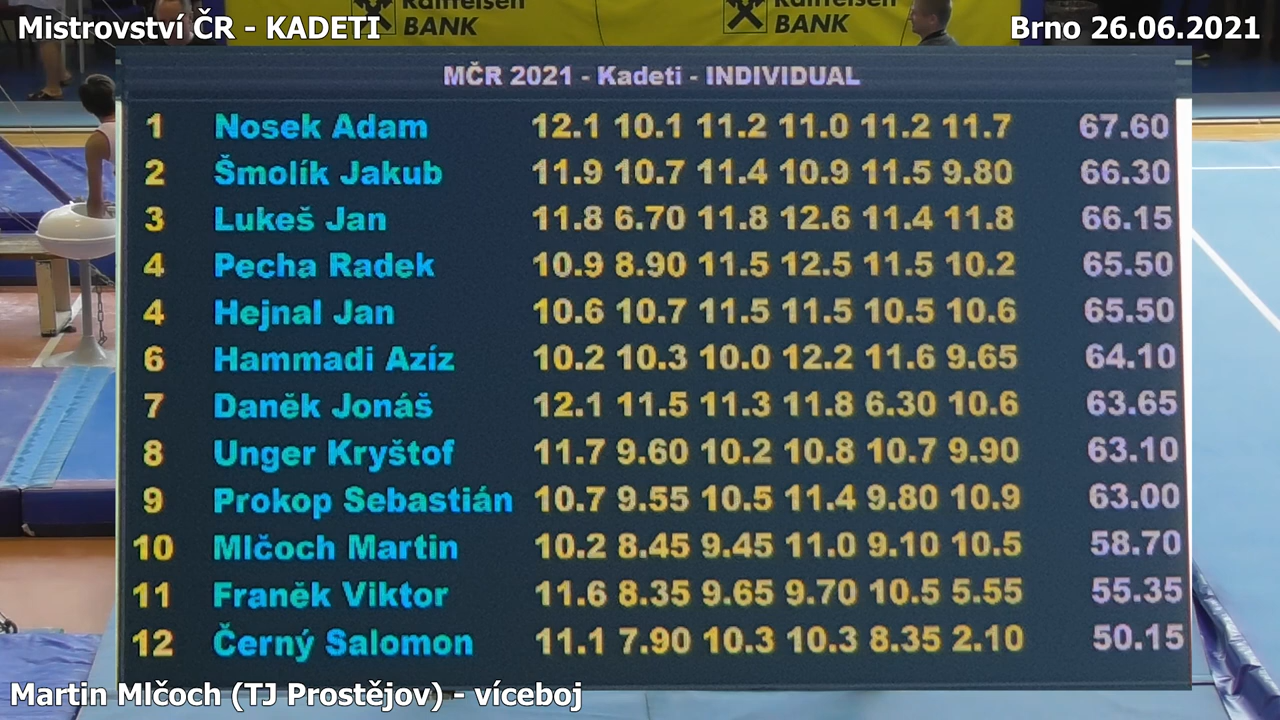 Raiffeisen Raiffeisen
BANK BANK
Mistrovství ČR - KADETI
Brno 26.06.2021
MČR 2021 - Kadeti - INDIVIDUAL
1 Nosek Adam 12.1 10.1 11.2 11.0 11.2 11.7 67.60
2 Šmolík Jakub 11.9 10.7 11.4 10.9 11.5 9.80 66.30
3 Lukeš Jan 11.8 6.70 11.8 12.6 11.4 11.8 66.15
4 Pecha Radek 10.9 8.90 11.5 12.5 11.5 10.2 65.50
4 Hejnal Jan 10.6 10.7 11.5 11.5 10.5 10.6 65.50
6 Hammadi Azíz 10.2 10.3 10.0 12.2 11.6 9.65 64.10
7 Daněk Jonáš 12.1 11.5 11.3 11.8 6.30 10.6 63.65
8 Unger Kryštof 11.7 9.60 10.2 10.8 10.7 9.90 63.10
9 Prokop Sebastián 10.7 9.55 10.5 11.4 9.80 10.9 63.00
10 Mlčoch Martin 10.2 8.45 9.45 11.0 9.10 10.5 58.70
11 Franěk Viktor 11.6 8.35 9.65 9.70 10.5 5.55 55.35
12 Černý Salomon 11.1 7.90 10.3 10.3 8.35 2.10 50.15
Martin Mlčoch (TJ Prostějov) - víceboj